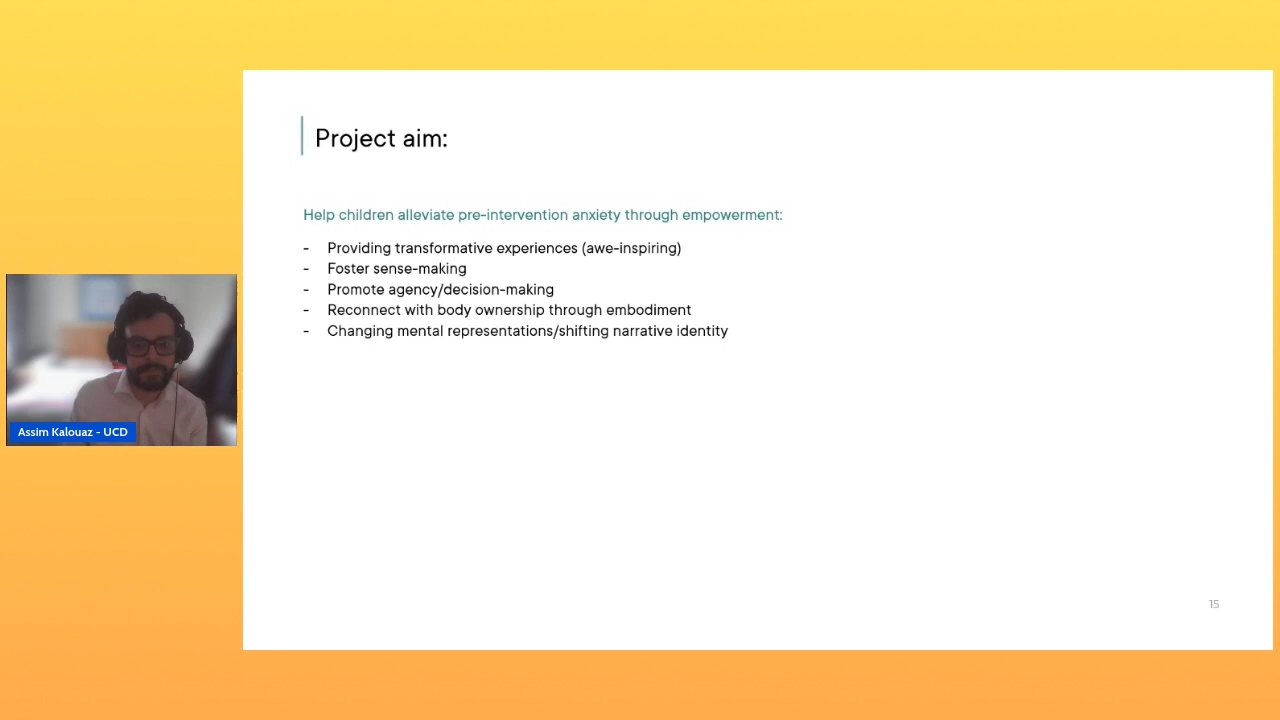 Project aim:
Help children alleviate pre-intervention anxiety through empowerment:
- Providing transformative experiences (awe-inspiring)
- Foster sense-making
- Promote agency/decision-making
- Reconnect with body ownership through embodiment
- Changing mental representations/shifting narrative identity
Assim Kalouaz - UCD
15